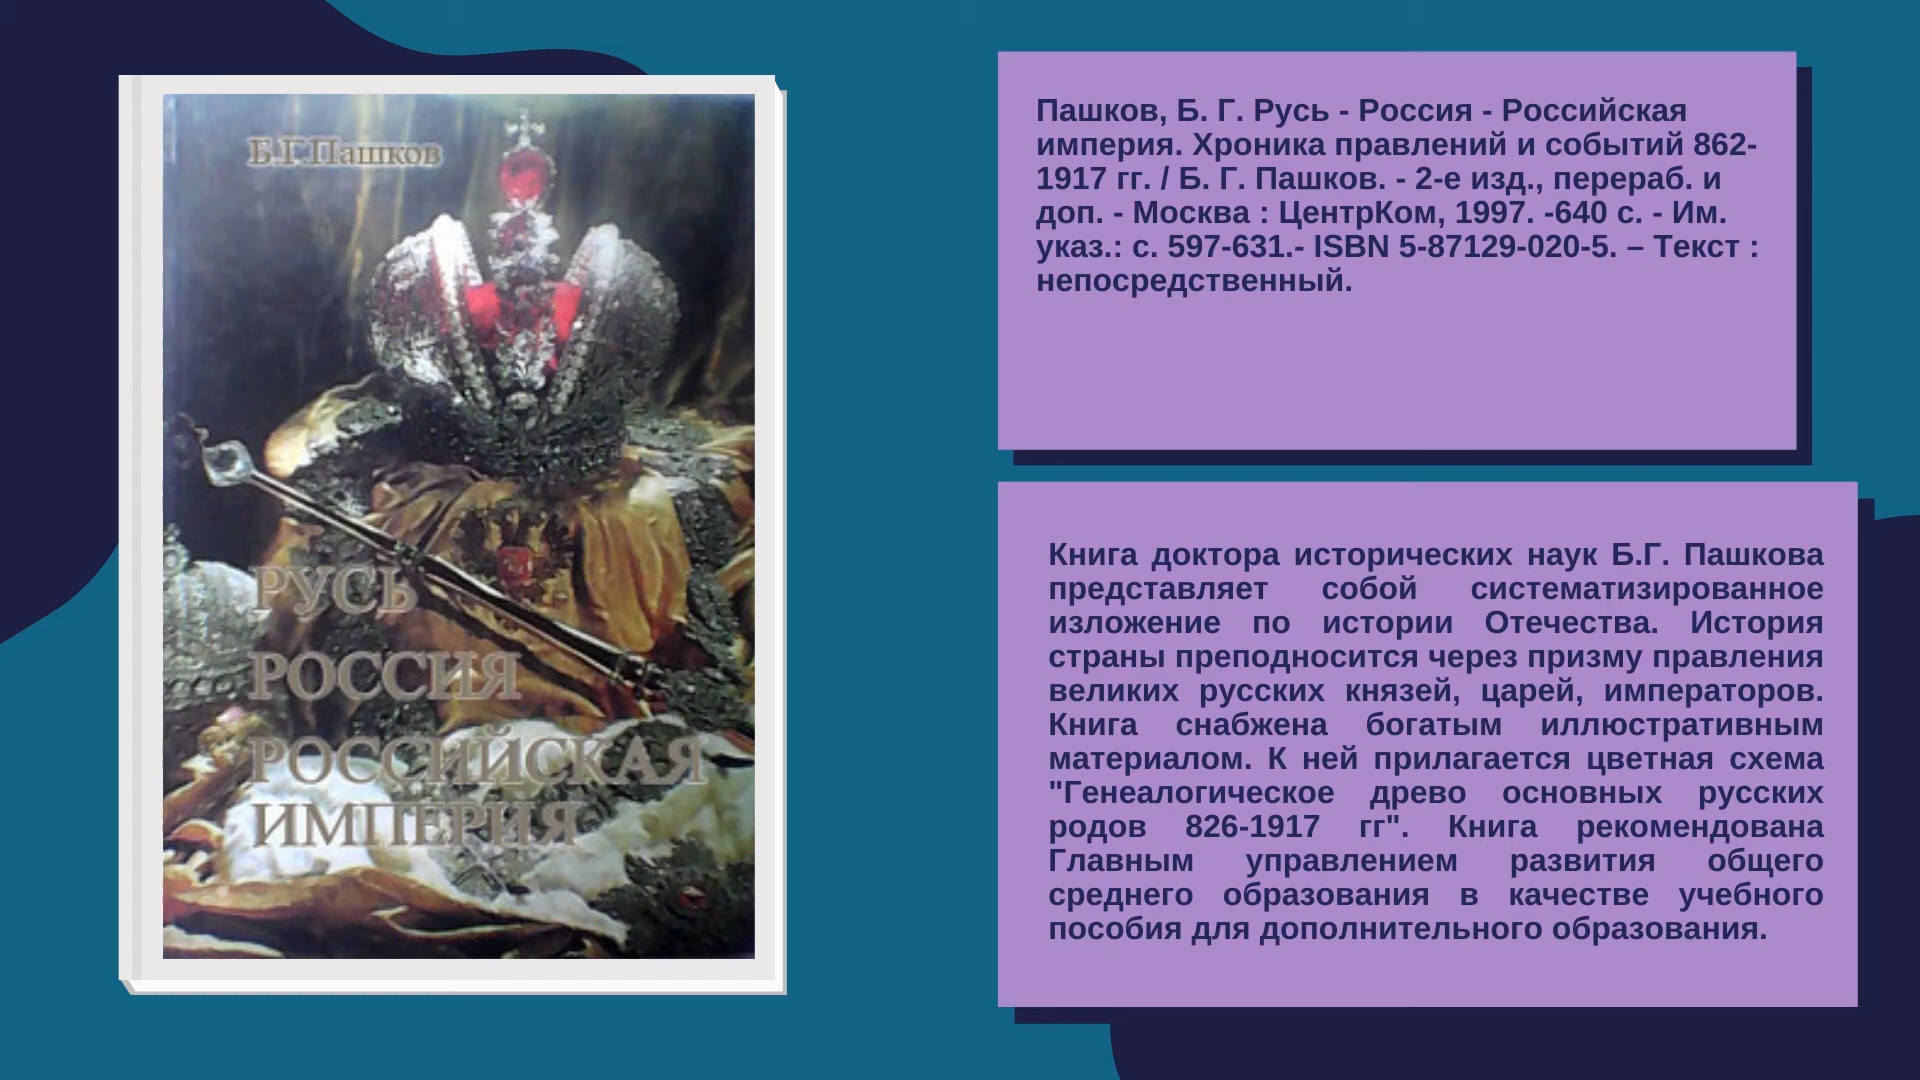 Б.Г.Пашков
РУСЬ
РОССИЯ
РОССИЙСКАЯ
ИМПЕРИЯ
Пашков, Б. Г. Русь - Россия - Российская
империя. Хроника правлений и событий 862-
1917 гг. / Б. Г. Пашков. - 2-е изд., перераб. и
доп. - Москва : ЦентрКом, 1997. -640 с. - Им.
указ.: с. 597-631.- ISBN 5-87129-020-5. – Текст :
непосредственный.
Книга доктора исторических наук Б.Г. Пашкова
представляет собой систематизированное
изложение по истории Отечества. История
страны преподносится через призму правления
великих русских князей, царей, императоров.
Книга снабжена богатым иллюстративным
материалом. К ней прилагается цветная схема
"Генеалогическое древо основных русских
родов 826-1917 гг". Книга рекомендована
Главным управлением развития общего
среднего образования в качестве учебного
пособия для дополнительного образования.